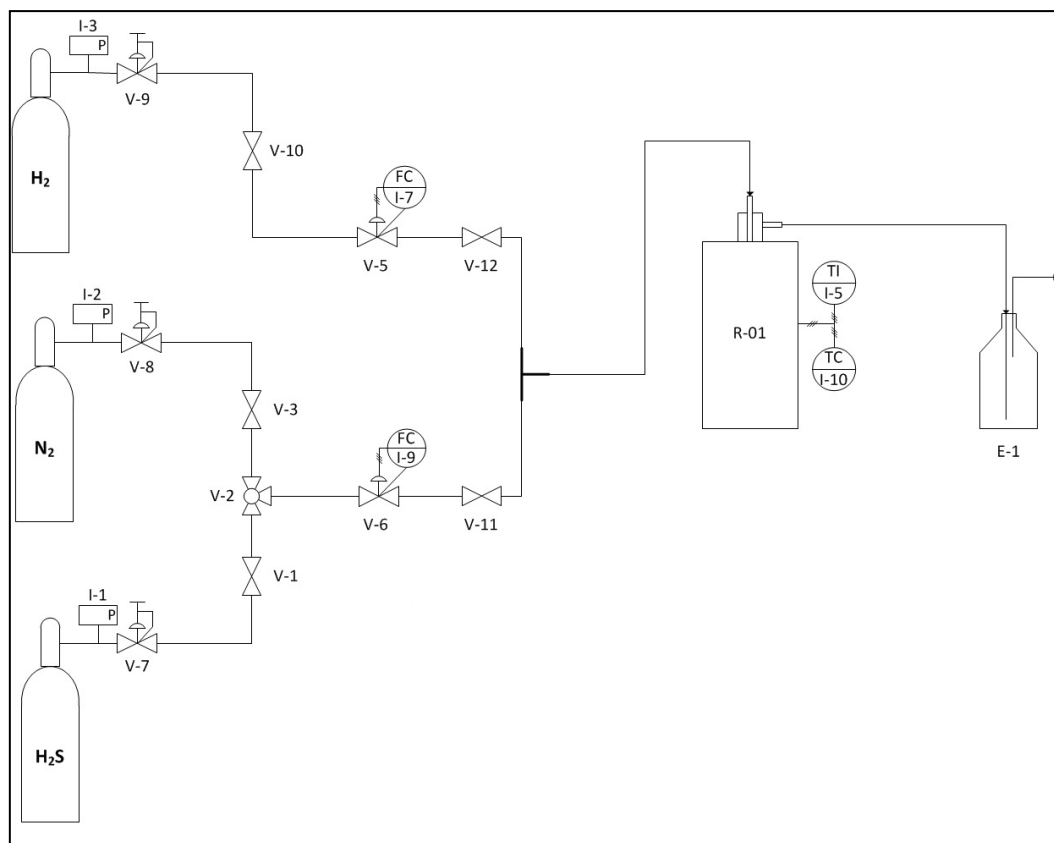 I-3
P
V-9
H₂
V-10
FC
I-7
V-5
V-12
I-2
P
V-8
N₂
V-3
V-2
FC
I-9
V-6
V-11
V-1
I-1
P
V-7
H₂S
R-01
TI
I-5
TC
I-10
E-1